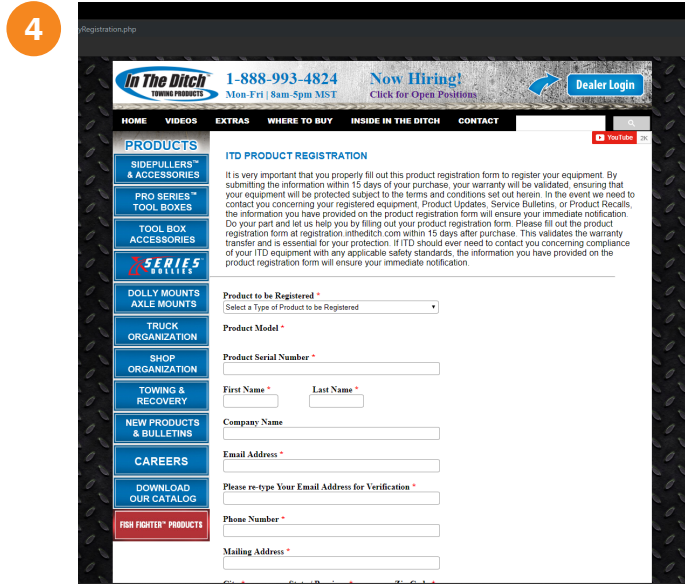 4
yRegistration.php
In The Ditch
TOWING PRODUCTS
1-888-993-4824
Mon-Fri | 8am-5pm MST
Now Hiring!
Click for Open Positions
Dealer Login
HOME VIDEOS EXTRAS WHERE TO BUY INSIDE IN THE DITCH CONTACT
YouTube 2K
PRODUCTS
SIDEPULLERS™
& ACCESSORIES
PRO SERIES™
TOOL BOXES
TOOL BOX
ACCESSORIES
X SERIES
DOLLIES
DOLLY MOUNTS
AXLE MOUNTS
TRUCK
ORGANIZATION
SHOP
ORGANIZATION
TOWING &
RECOVERY
NEW PRODUCTS
& BULLETINS
CAREERS
DOWNLOAD
OUR CATALOG
FISH FIGHTER™ PRODUCTS
ITD PRODUCT REGISTRATION
It is very important that you properly fill out this product registration form to register your equipment. By
submitting the information within 15 days of your purchase, your warranty will be validated, ensuring that
your equipment will be protected subject to the terms and conditions set out herein. In the event we need to
contact you concerning your registered equipment, Product Updates, Service Bulletins, or Product Recalls,
the information you have provided on the product registration form will ensure your immediate notification.
Do your part and let us help you by filling out your product registration form. Please fill out the product
registration form at registration.intheditch.com within 15 days after purchase. This validates the warranty
transfer and is essential for your protection. If ITD should ever need to contact you concerning compliance
of your ITD equipment with any applicable safety standards, the information you have provided on the
product registration form will ensure your immediate notification.
Product to be Registered *
Select a Type of Product to be Registered
Product Model *
Product Serial Number *
First Name * Last Name *
Company Name
Email Address *
Please re-type Your Email Address for Verification *
Phone Number *
Mailing Address *
City * State / Province * Zip Code *